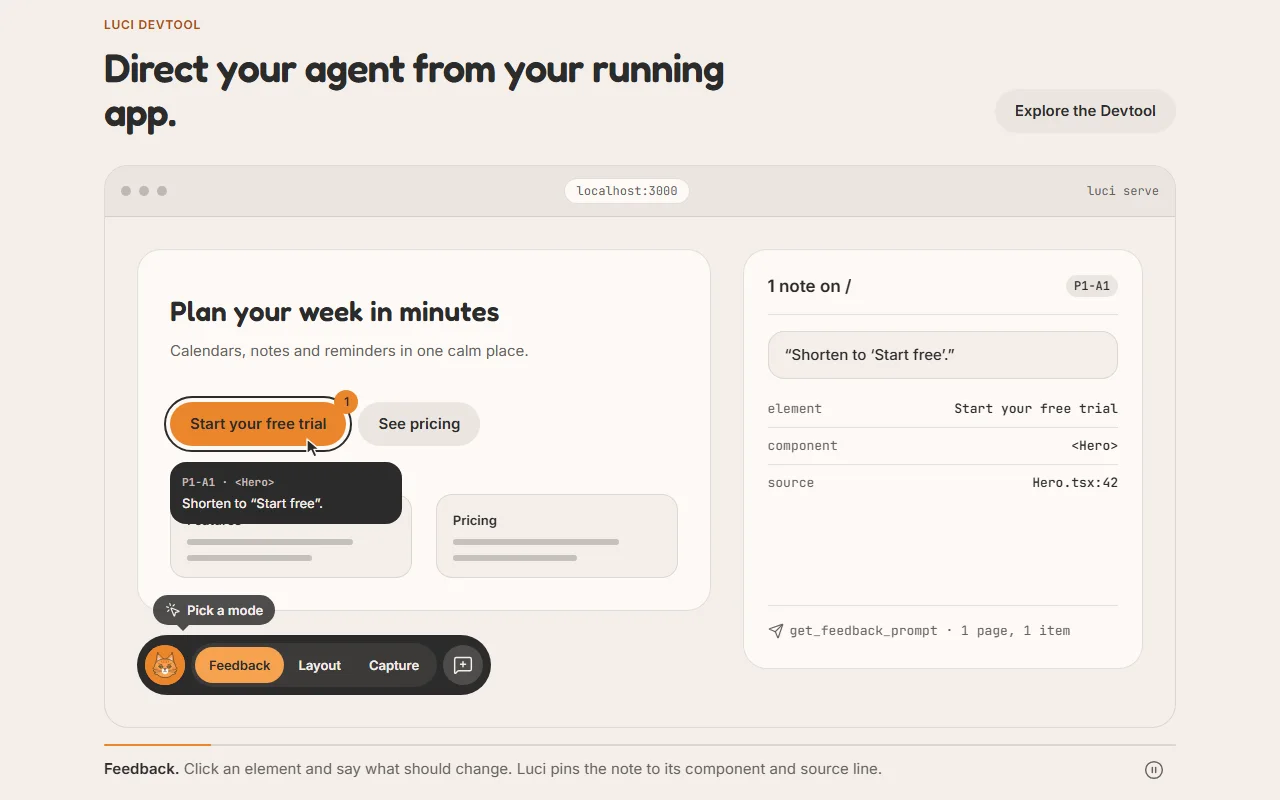 LUCI DEVTOOL
Direct your agent from your running
app.
Explore the Devtool
localhost:3000
luci serve
Plan your week in minutes
Calendars, notes and reminders in one calm place.
Start your free trial
1
See pricing
P1-A1 · <Hero>
Shorten to “Start free”.
Pricing
Pick a mode
Feedback
Layout
Capture
1 note on /
P1-A1
“Shorten to ‘Start free’.”
element
Start your free trial
component
<Hero>
source
Hero.tsx:42
get_feedback_prompt · 1 page, 1 item
Feedback. Click an element and say what should change. Luci pins the note to its component and source line.